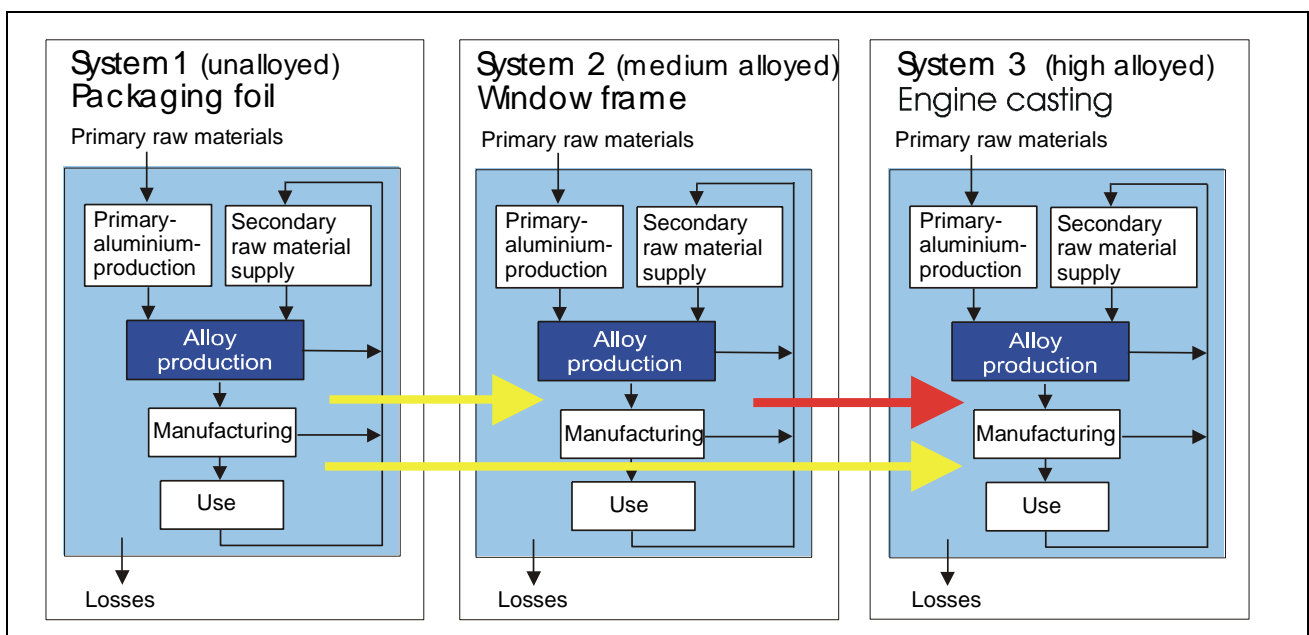 System 1 (unalloyed)
Packaging foil
Primary raw materials
Primary-
aluminium-
production
Secondary
raw material
supply
Alloy
production
Manufacturing
Use
Losses
System 2 (medium alloyed)
Window frame
Primary raw materials
Primary-
aluminium-
production
Secondary
raw material
supply
Alloy
production
Manufacturing
Use
Losses
System 3 (high alloyed)
Engine casting
Primary raw materials
Primary-
aluminium-
production
Secondary
raw material
supply
Alloy
production
Manufacturing
Use
Losses